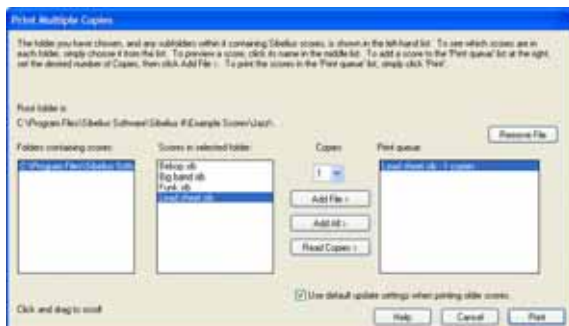 Print Multiple Copies
The folder you have chosen, and any subfolders within it containing Sibelius scores, is shown in the left-hand list. To see which scores are in
each folder, simply choose it from the list. To preview a score, click its name in the middle list. To add a score to the 'Print queue' list at the right,
set the desired number of Copies, then click Add File >. To print the scores in the 'Print queue' list, simply click 'Print'.
Root folder is
C:\Program Files\Sibelius Software\Sibelius 4\Example Scores\Jazz\
Remove File
Folders containing scores: Scores in selected folder: Copies Print queue:
C:\Program Files\Sibelius Soft
Bebop.sib
Big band.sib
Funk.sib
Lead sheet.sib
1
Lead sheet.sib - 1 copies
Add File >
Add All >
Read Copies >
Use default update settings when printing older scores
Click and drag to scroll
Help Cancel Print